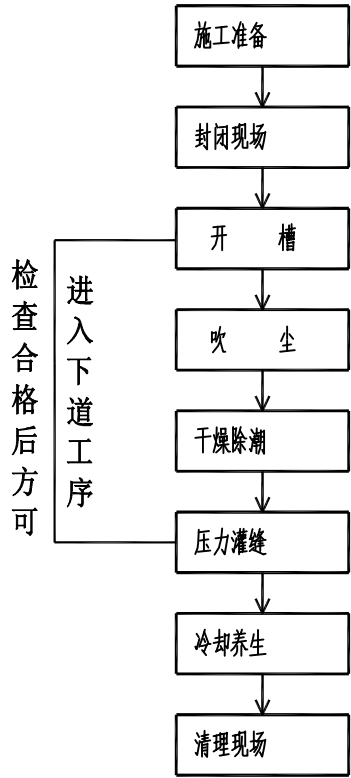 施工准备
封闭现场
开 槽
吹 尘
干燥除潮
压力灌缝
冷却养生
清理现场
检查合格后方可
进入下道工序